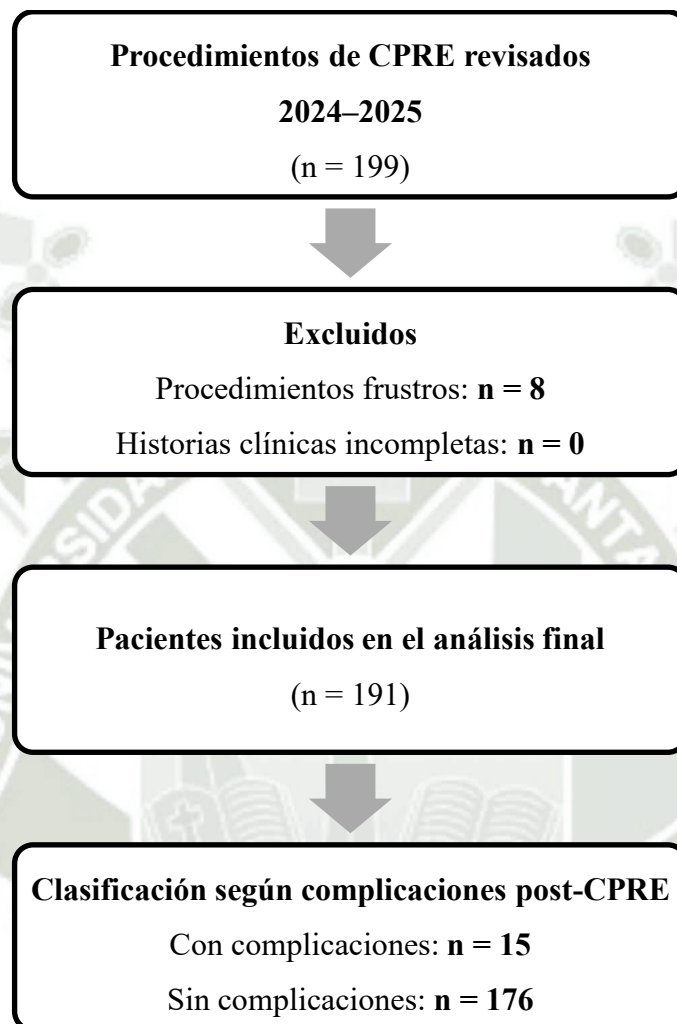 Procedimientos de CPRE revisados
2024–2025
(n = 199)
Excluidos
Procedimientos frustros: n = 8
Historias clínicas incompletas: n = 0
Pacientes incluidos en el análisis final
(n = 191)
Clasificación según complicaciones post-CPRE
Con complicaciones: n = 15
Sin complicaciones: n = 176